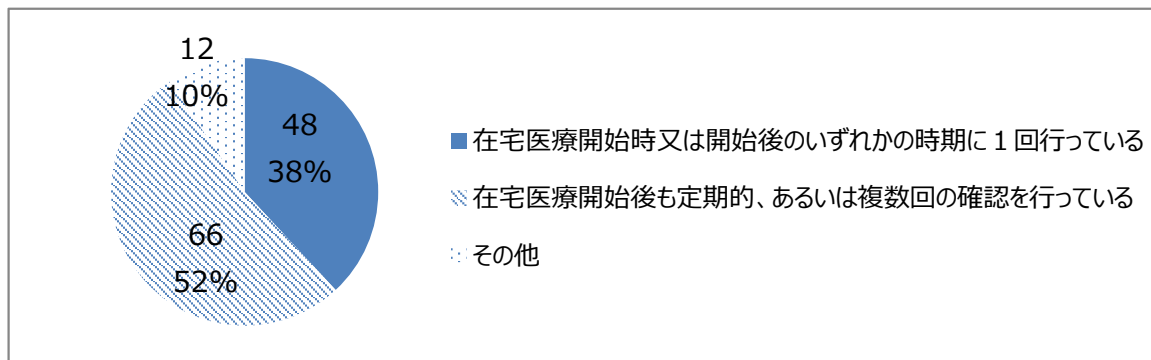 12
10%
48
38%
66
52%
在宅医療開始時又は開始後のいずれかの時期に１回行っている
在宅医療開始後も定期的、あるいは複数回の確認を行っている
その他